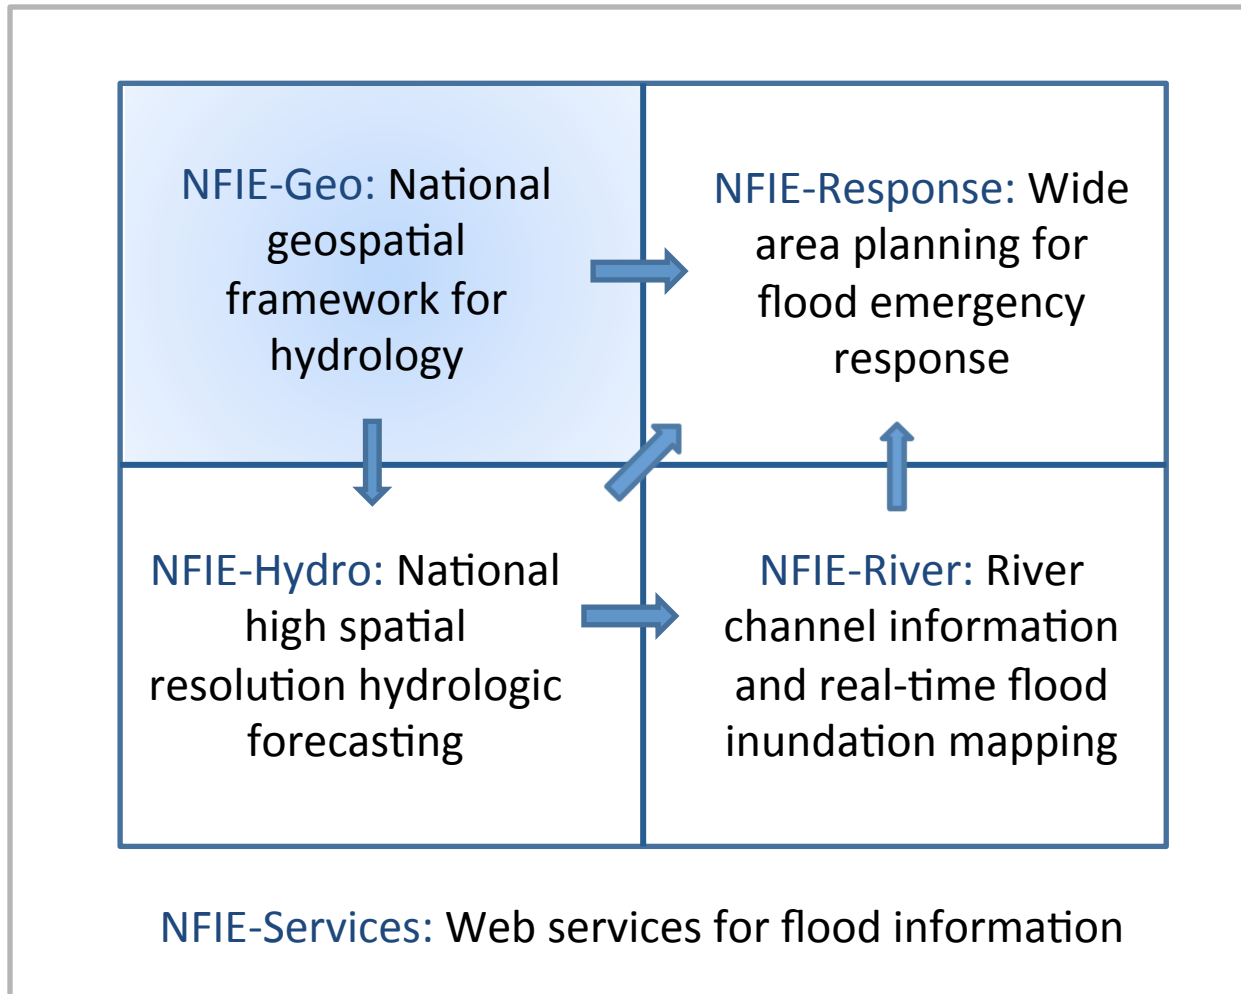 NFIE-Geo: National
geospatial
framework for
hydrology
NFIE-Response: Wide
area planning for
flood emergency
response
NFIE-Hydro: National
high spatial
resolution hydrologic
forecasting
NFIE-River: River
channel information
and real-time flood
inundation mapping
NFIE-Services: Web services for flood information